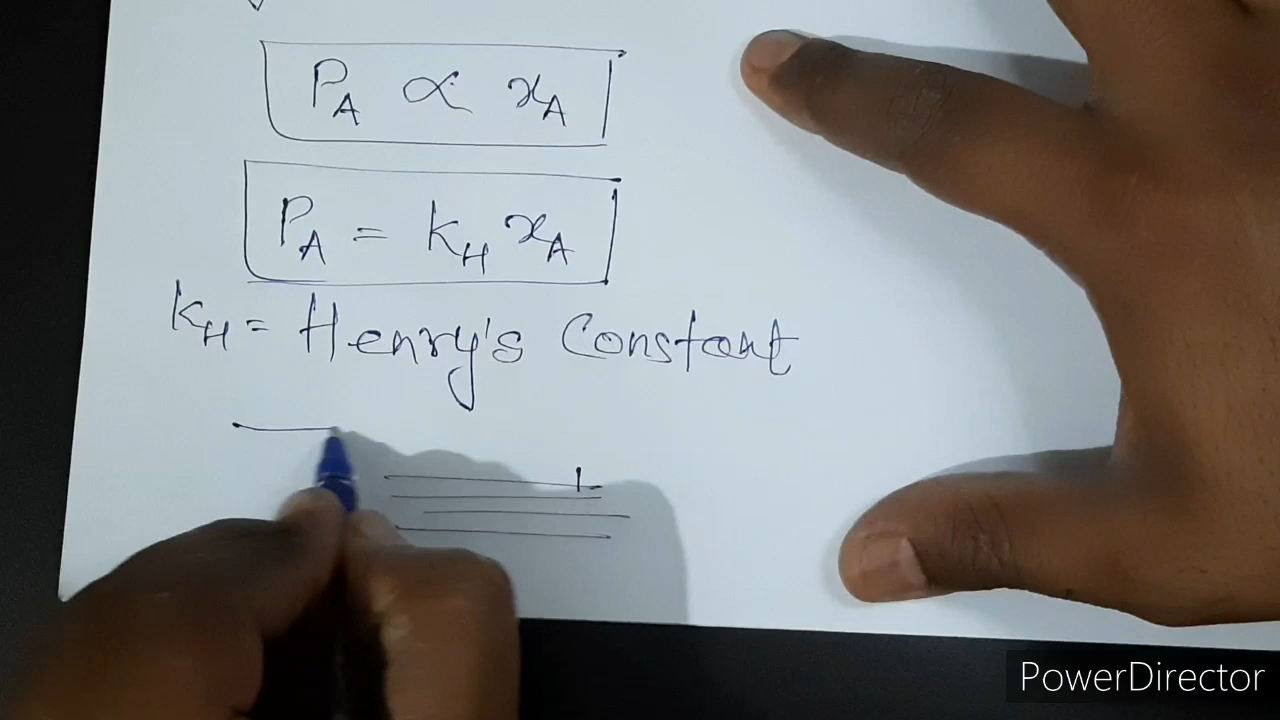 P_A ∝ x_A
P_A = k_H x_A
k_H = Henry's Constant
PowerDirector